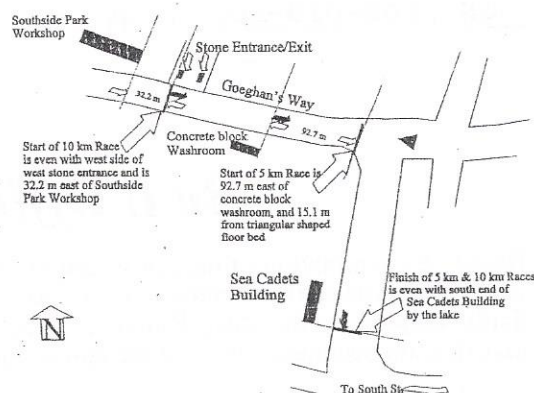 Southside Park
Workshop
Stone Entrance/Exit
Goeghan's Way
32.2 m
92.7 m
Concrete block
Washroom
Start of 10 km Race
is even with west side of
west stone entrance and is
32.2 m east of Southside
Park Workshop
Start of 5 km Race is
92.7 m east of
concrete block
washroom, and 15.1 m
from triangular shaped
floor bed
Sea Cadets
Building
Finish of 5 km & 10 km Races
is even with south end of
Sea Cadets Building
by the lake
N
To South Str